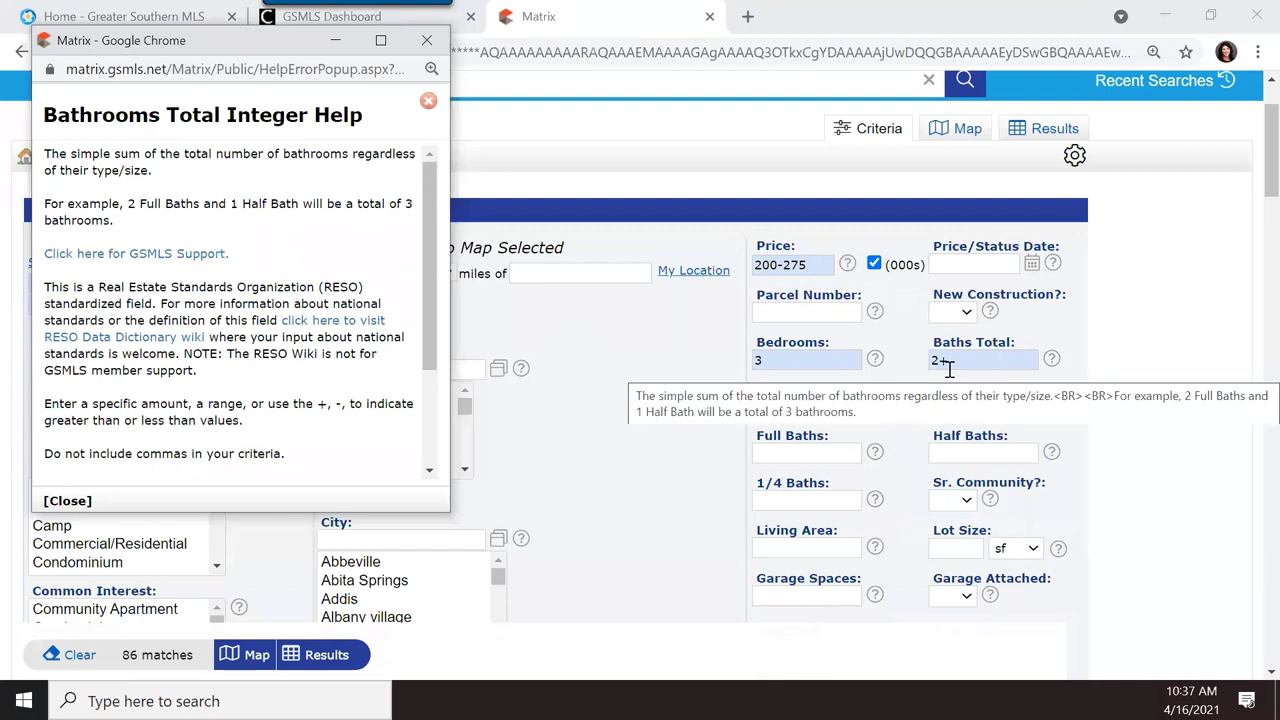 Home - Greater Southern MLS
GSMLS Dashboard
Matrix
Matrix - Google Chrome
matrix.gsmls.net/Matrix/Public/HelpErrorPopup.aspx?...
Recent Searches
Criteria
Map
Results
Bathrooms Total Integer Help
The simple sum of the total number of bathrooms regardless
of their type/size.
For example, 2 Full Baths and 1 Half Bath will be a total of 3
bathrooms.
Click here for GSMLS Support.
This is a Real Estate Standards Organization (RESO)
standardized field. For more information about national
standards or the definition of this field click here to visit
RESO Data Dictionary wiki where your input about national
standards is welcome. NOTE: The RESO Wiki is not for
GSMLS member support.
Enter a specific amount, a range, or use the +, -, to indicate
greater than or less than values.
Do not include commas in your criteria.
[Close]
Map Selected
miles of
My Location
Price:
200-275
(000s)
Price/Status Date:
Parcel Number:
New Construction?:
Bedrooms:
3
Baths Total:
2+
The simple sum of the total number of bathrooms regardless of their type/size.<BR><BR>For example, 2 Full Baths and
1 Half Bath will be a total of 3 bathrooms.
Full Baths:
Half Baths:
1/4 Baths:
Sr. Community?:
Living Area:
Lot Size:
sf
Garage Spaces:
Garage Attached:
Camp
Commercial/Residential
Condominium
Common Interest:
Community Apartment
City:
Abbeville
Abita Springs
Addis
Albany village
Clear
86 matches
Map
Results
Type here to search
10:37 AM
4/16/2021